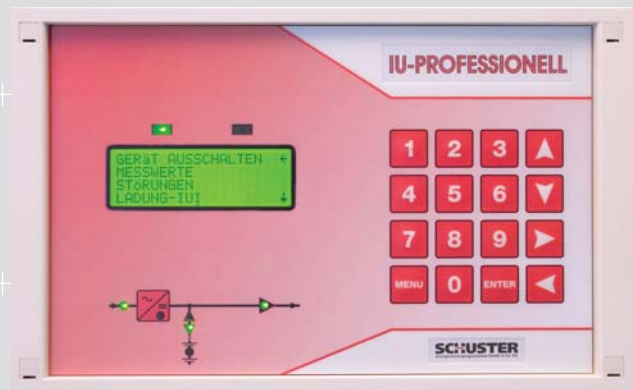 IU-PROFESSIONELL
GERäT AUSSCHALTEN ←
MESSWERTE
STöRUNGEN
LADUNG-IUI ↓
1 2 3
4 5 6
7 8 9
MENU 0 ENTER
SCHUSTER